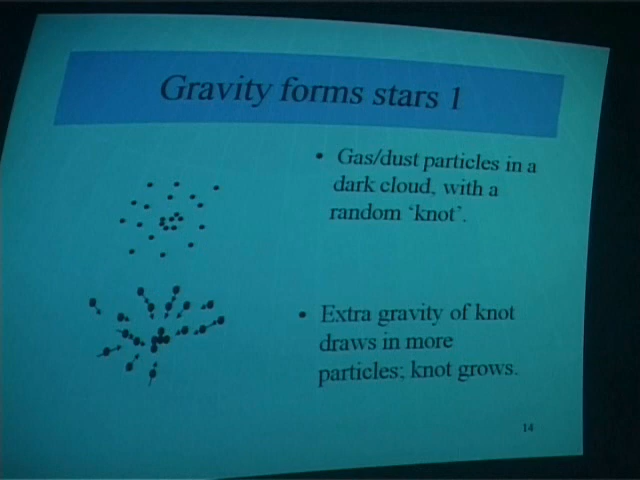 Gravity forms stars 1
• Gas/dust particles in a
dark cloud, with a
random ‘knot’.
• Extra gravity of knot
draws in more
particles; knot grows.
14